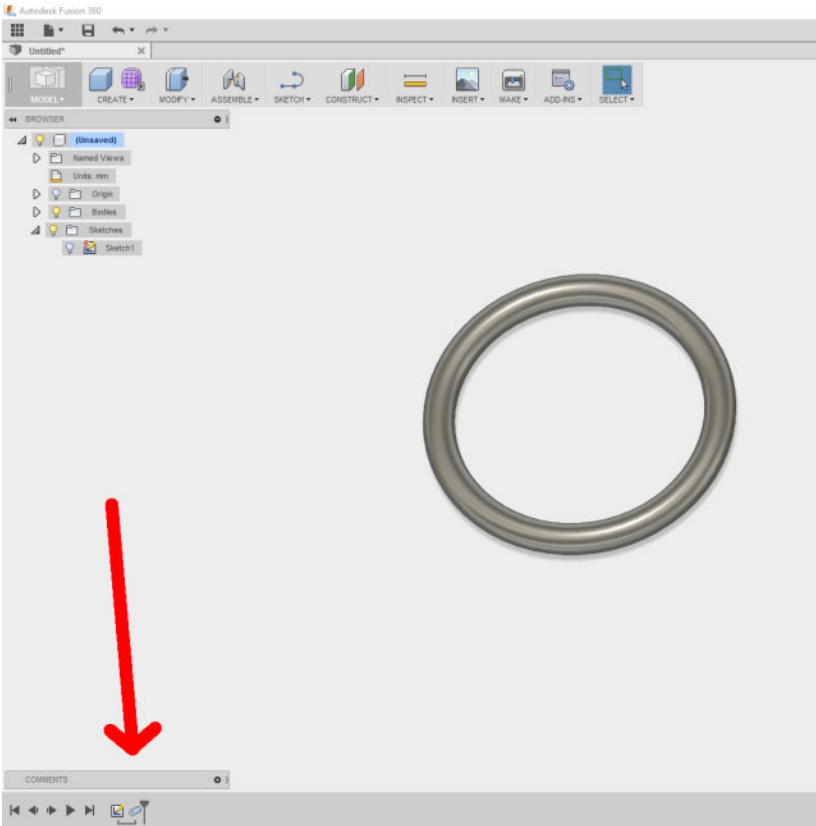 Autodesk Fusion 360
Untitled*
MODEL CREATE MODIFY ASSEMBLE SKETCH CONSTRUCT INSPECT INSERT MAKE ADD-INS SELECT
BROWSER
(Unsaved)
Named Views
Units: mm
Origin
Bodies
Sketches
Sketch1
COMMENTS